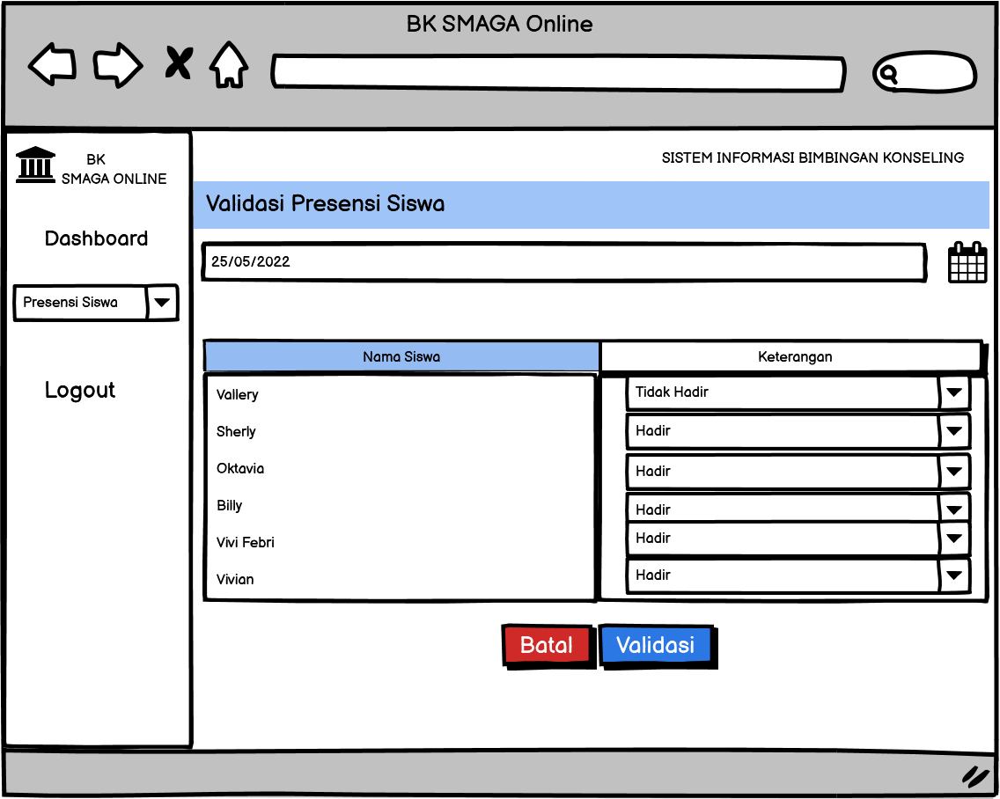 BK SMAGA Online
BK
SMAGA ONLINE
Dashboard
Presensi Siswa
Logout
SISTEM INFORMASI BIMBINGAN KONSELING
Validasi Presensi Siswa
25/05/2022
Nama Siswa Keterangan
Vallery Tidak Hadir
Sherly Hadir
Oktavia Hadir
Billy Hadir
Vivi Febri Hadir
Vivian Hadir
Batal Validasi